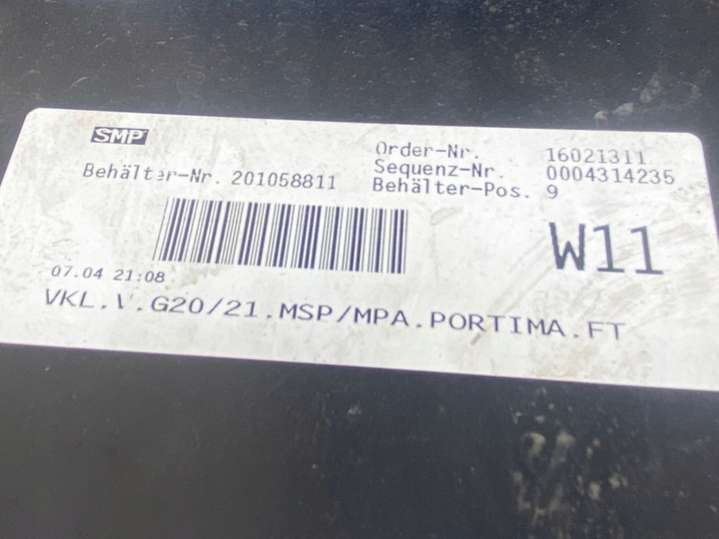 SMP
Order-Nr. 16021311
Sequenz-Nr. 0004314235
Behälter-Nr. 201058811
Behälter-Pos. 9
W11
07.04 21:08
VKL.V.G20/21.MSP/MPA.PORTIMA.FT